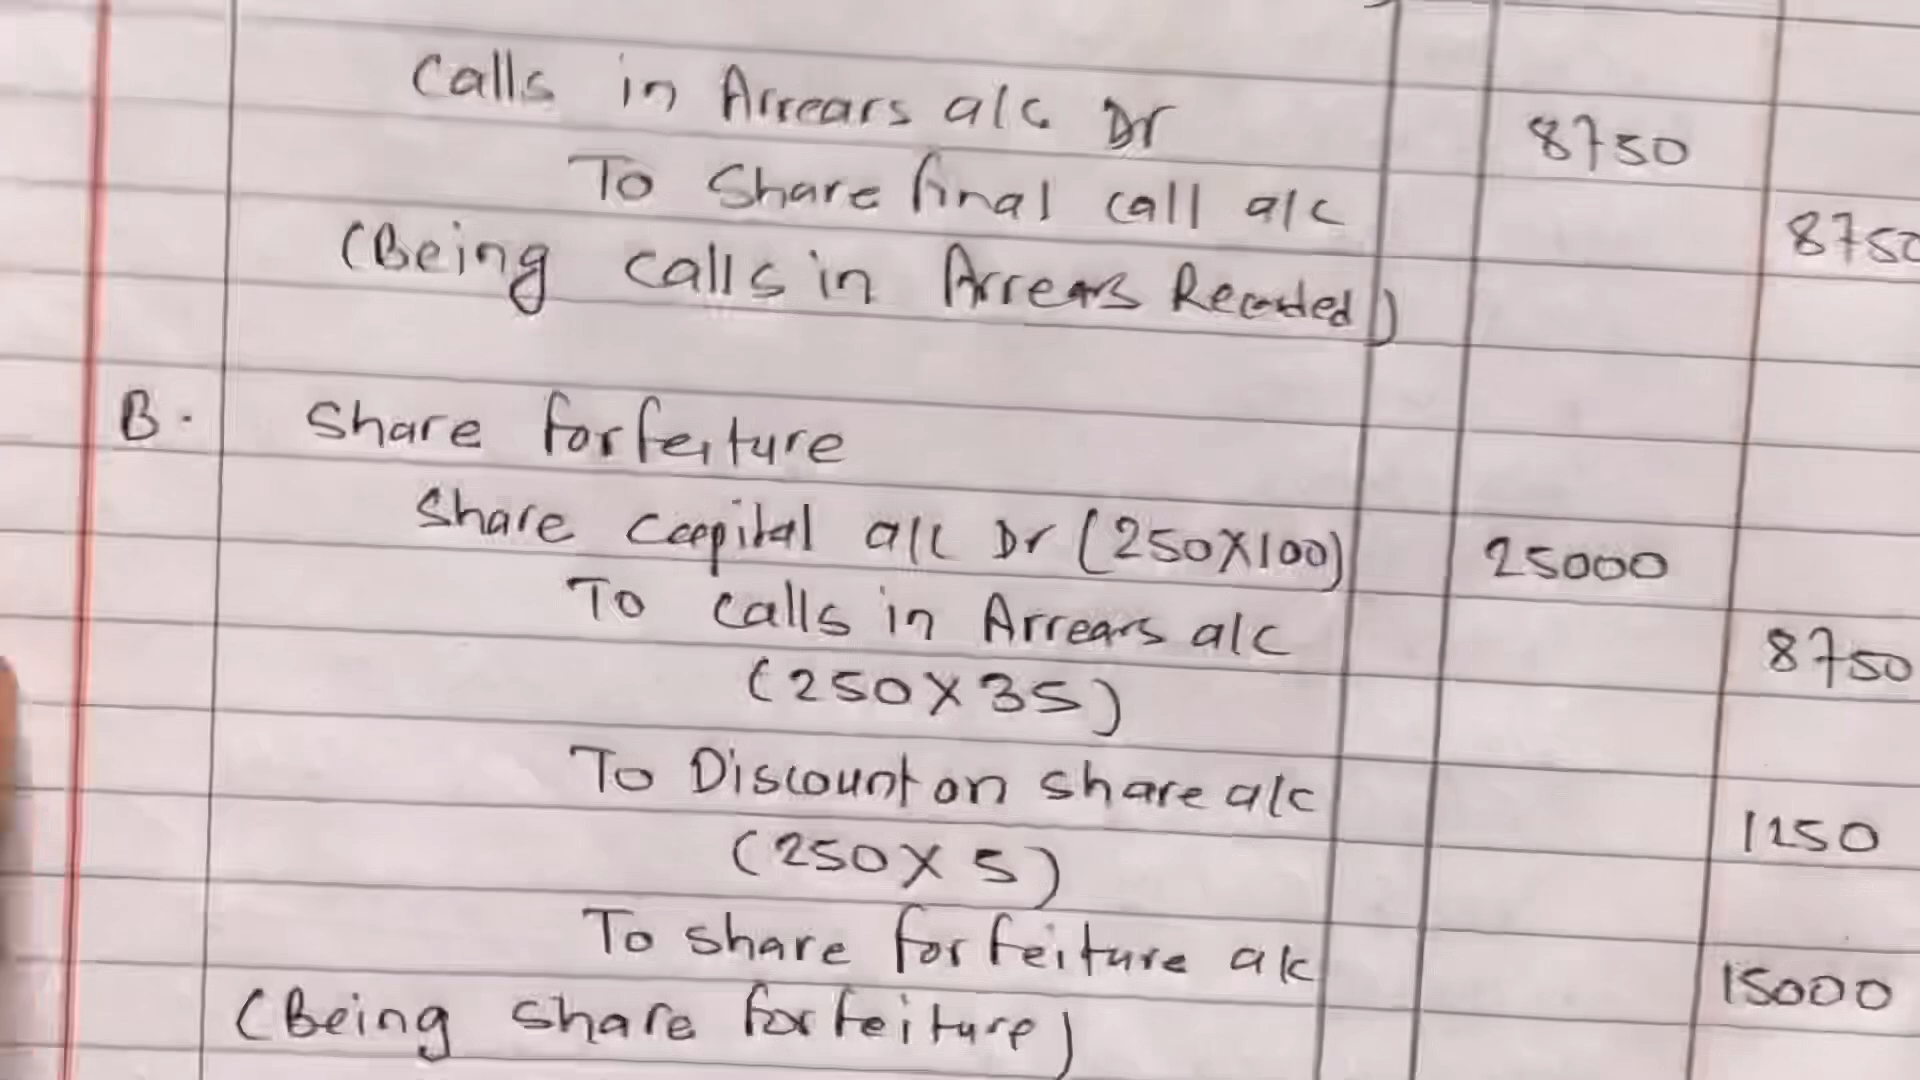 Calls in Arrears a/c Dr 8750
To Share final call a/c 8750
(Being calls in Arrears Recorded)
B. Share forfeiture
Share Capital a/c Dr (250X100) 25000
To calls in Arrears a/c 8750
(250X35)
To Discount on share a/c 1250
(250X5)
To share forfeiture a/c 15000
(Being share forfeiture)